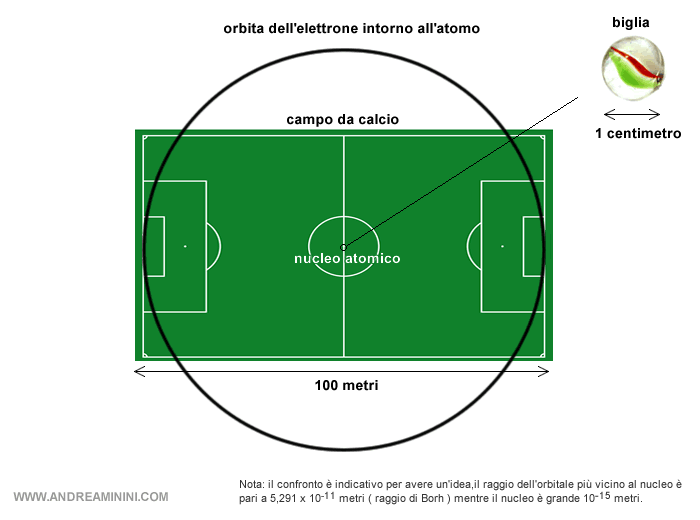 orbita dell'elettrone intorno all'atomo
biglia
1 centimetro
campo da calcio
nucleo atomico
100 metri
Nota: il confronto è indicativo per avere un'idea,il raggio dell'orbitale più vicino al nucleo è
pari a 5,291 x 10⁻¹¹ metri ( raggio di Borh ) mentre il nucleo è grande 10⁻¹⁵ metri.
WWW.ANDREAMININI.COM